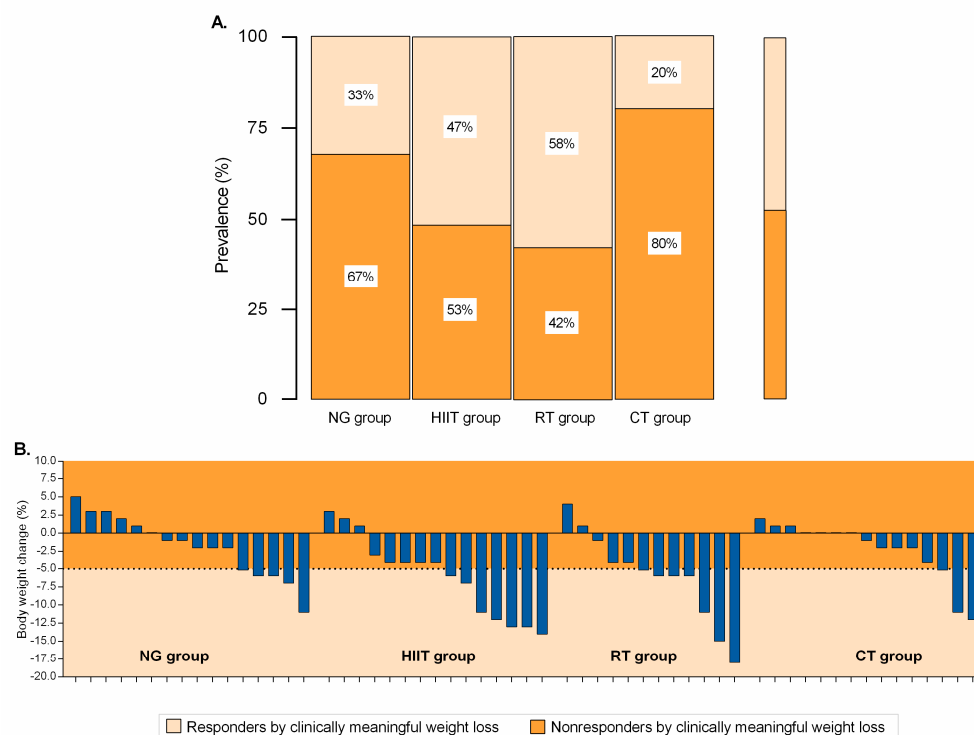 A.
100
75
50
25
0
Prevalence (%)
33%
47%
58%
20%
67%
53%
42%
80%
NG group
HIIT group
RT group
CT group
B.
10.0
7.5
5.0
2.5
0.0
-2.5
-5.0
-7.5
-10.0
-12.5
-15.0
-17.5
-20.0
Body weight change (%)
NG group
HIIT group
RT group
CT group
Responders by clinically meaningful weight loss
Nonresponders by clinically meaningful weight loss